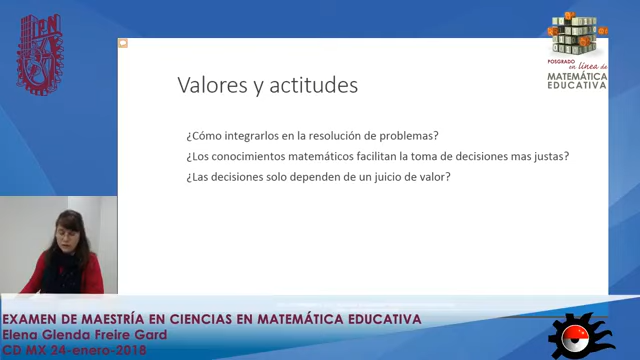 IPN
POSGRADO
en línea de
MATEMÁTICA
EDUCATIVA
Valores y actitudes
¿Cómo integrarlos en la resolución de problemas?
¿Los conocimientos matemáticos facilitan la toma de decisiones mas justas?
¿Las decisiones solo dependen de un juicio de valor?
EXAMEN DE MAESTRÍA EN CIENCIAS EN MATEMÁTICA EDUCATIVA
Elena Glenda Freire Gard
CD MX 24-enero-2018